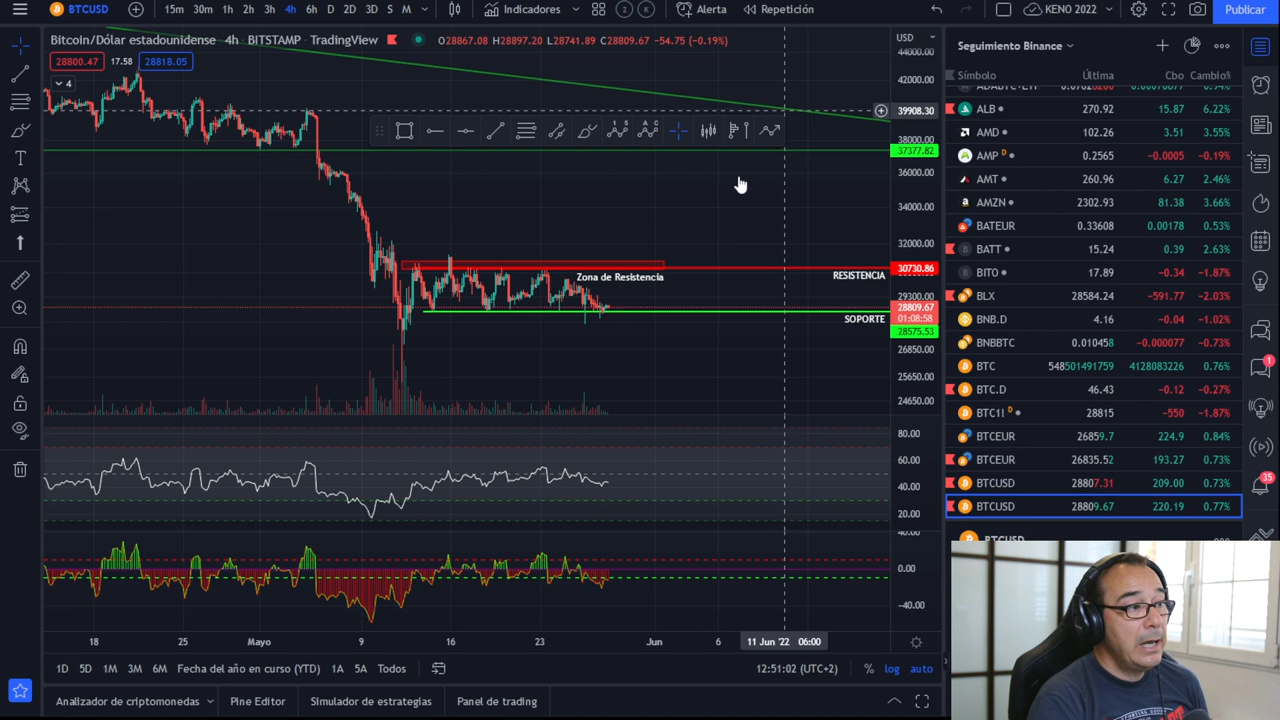 BTCUSD 15m 30m 1h 2h 3h 4h 6h D 2D 3D S M Indicadores 2 K Alerta Repetición KENO 2022 Publicar
Bitcoin/Dólar estadounidense 4h BITSTAMP TradingView O28867.08 H28897.20 L28741.89 C28809.67 -54.75 (-0.19%) USD
28800.47 17.58 28818.05
4
44000.00
42000.00
39908.30
38000.00
37377.82
36000.00
34000.00
32000.00
30730.86
RESISTENCIA
Zona de Resistencia
29300.00
28809.67
01:08:58
SOPORTE
28575.53
26850.00
25650.00
24650.00
80.00
60.00
40.00
20.00
40.00
0.00
-40.00
18 25 Mayo 9 16 23 Jun 6 11 Jun '22 06:00
1D 5D 1M 3M 6M Fecha del año en curso (YTD) 1A 5A Todos 12:51:02 (UTC+2) % log auto
Analizador de criptomonedas Pine Editor Simulador de estrategias Panel de trading
Seguimiento Binance
Símbolo Última Cbo Cambio%
ALB 270.92 15.87 6.22%
AMD 102.26 3.51 3.55%
AMP D 0.2565 -0.0005 -0.19%
AMT 260.96 6.27 2.46%
AMZN 2302.93 81.38 3.66%
BATEUR 0.33608 0.00178 0.53%
BATT 15.24 0.39 2.63%
BITO 17.89 -0.34 -1.87%
BLX 28584.24 -591.77 -2.03%
BNB.D 4.16 -0.04 -1.02%
BNBBTC 0.010458 -0.000077 -0.73%
BTC 548501491759 4128083226 0.76%
BTC.D 46.43 -0.12 -0.27%
BTC1! D 28815 -550 -1.87%
BTCEUR 26859.7 224.9 0.84%
BTCEUR 26835.52 193.27 0.73%
BTCUSD 28807.31 209.00 0.73%
BTCUSD 28809.67 220.19 0.77%
BTCUSD
1
35